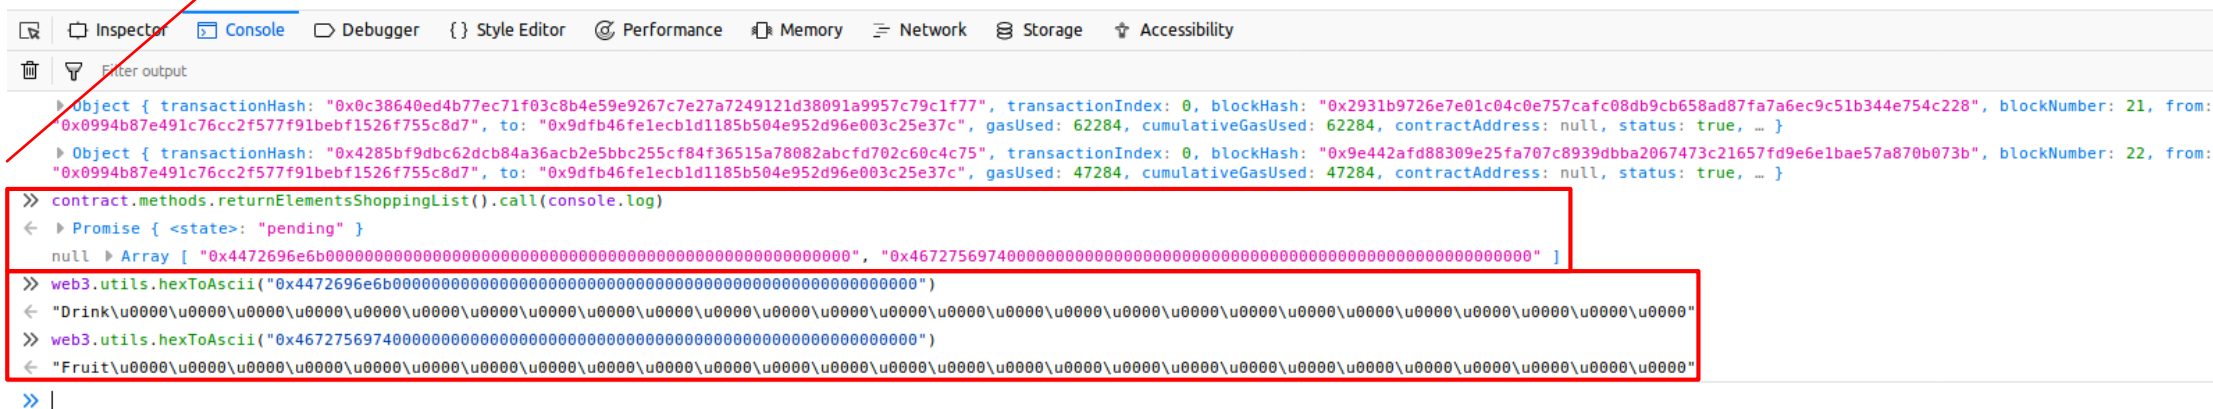 Inspector Console Debugger {} Style Editor Performance Memory Network Storage Accessibility
Filter output
Object { transactionHash: "0x0c38640ed4b77ec71f03c8b4e59e9267c7e27a7249121d38091a9957c79c1f77", transactionIndex: 0, blockHash: "0x2931b9726e7e01c04c0e757cafc08db9cb658ad87fa7a6ec9c51b344e754c228", blockNumber: 21, from:
"0x0994b87e491c76cc2f577f91bebf1526f755c8d7", to: "0x9dfb46fe1ecb1d1185b504e952d96e003c25e37c", gasUsed: 62284, cumulativeGasUsed: 62284, contractAddress: null, status: true, … }
Object { transactionHash: "0x4285bf9dbc62dcb84a36acb2e5bbc255cf84f36515a78082abcfd702c60c4c75", transactionIndex: 0, blockHash: "0x9e442afd88309e25fa707c8939dbba2067473c21657fd9e6e1bae57a870b073b", blockNumber: 22, from:
"0x0994b87e491c76cc2f577f91bebf1526f755c8d7", to: "0x9dfb46fe1ecb1d1185b504e952d96e003c25e37c", gasUsed: 47284, cumulativeGasUsed: 47284, contractAddress: null, status: true, … }
contract.methods.returnElementsShoppingList().call(console.log)
Promise { <state>: "pending" }
null Array [ "0x4472696e6b000000000000000000000000000000000000000000000000000000", "0x4672756974000000000000000000000000000000000000000000000000000000" ]
web3.utils.hexToAscii("0x4472696e6b000000000000000000000000000000000000000000000000000000")
"Drink\u0000\u0000\u0000\u0000\u0000\u0000\u0000\u0000\u0000\u0000\u0000\u0000\u0000\u0000\u0000\u0000\u0000\u0000\u0000\u0000\u0000\u0000\u0000\u0000\u0000\u0000\u0000"
web3.utils.hexToAscii("0x4672756974000000000000000000000000000000000000000000000000000000")
"Fruit\u0000\u0000\u0000\u0000\u0000\u0000\u0000\u0000\u0000\u0000\u0000\u0000\u0000\u0000\u0000\u0000\u0000\u0000\u0000\u0000\u0000\u0000\u0000\u0000\u0000\u0000\u0000"